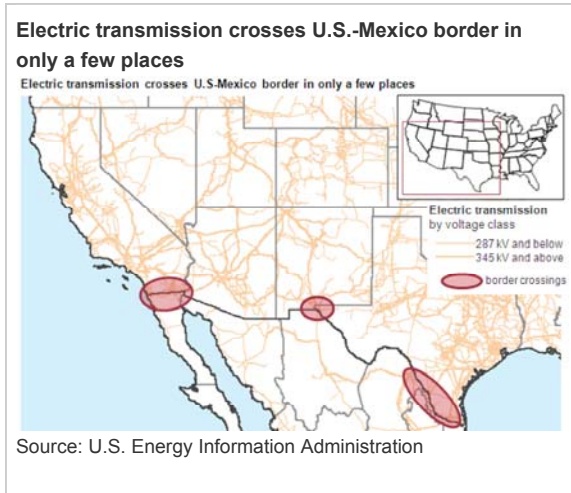 Electric transmission crosses U.S.-Mexico border in
only a few places
Electric transmission crosses U.S-Mexico border in only a few places
Electric transmission
by voltage class
287 kV and below
345 kV and above
border crossings
Source: U.S. Energy Information Administration